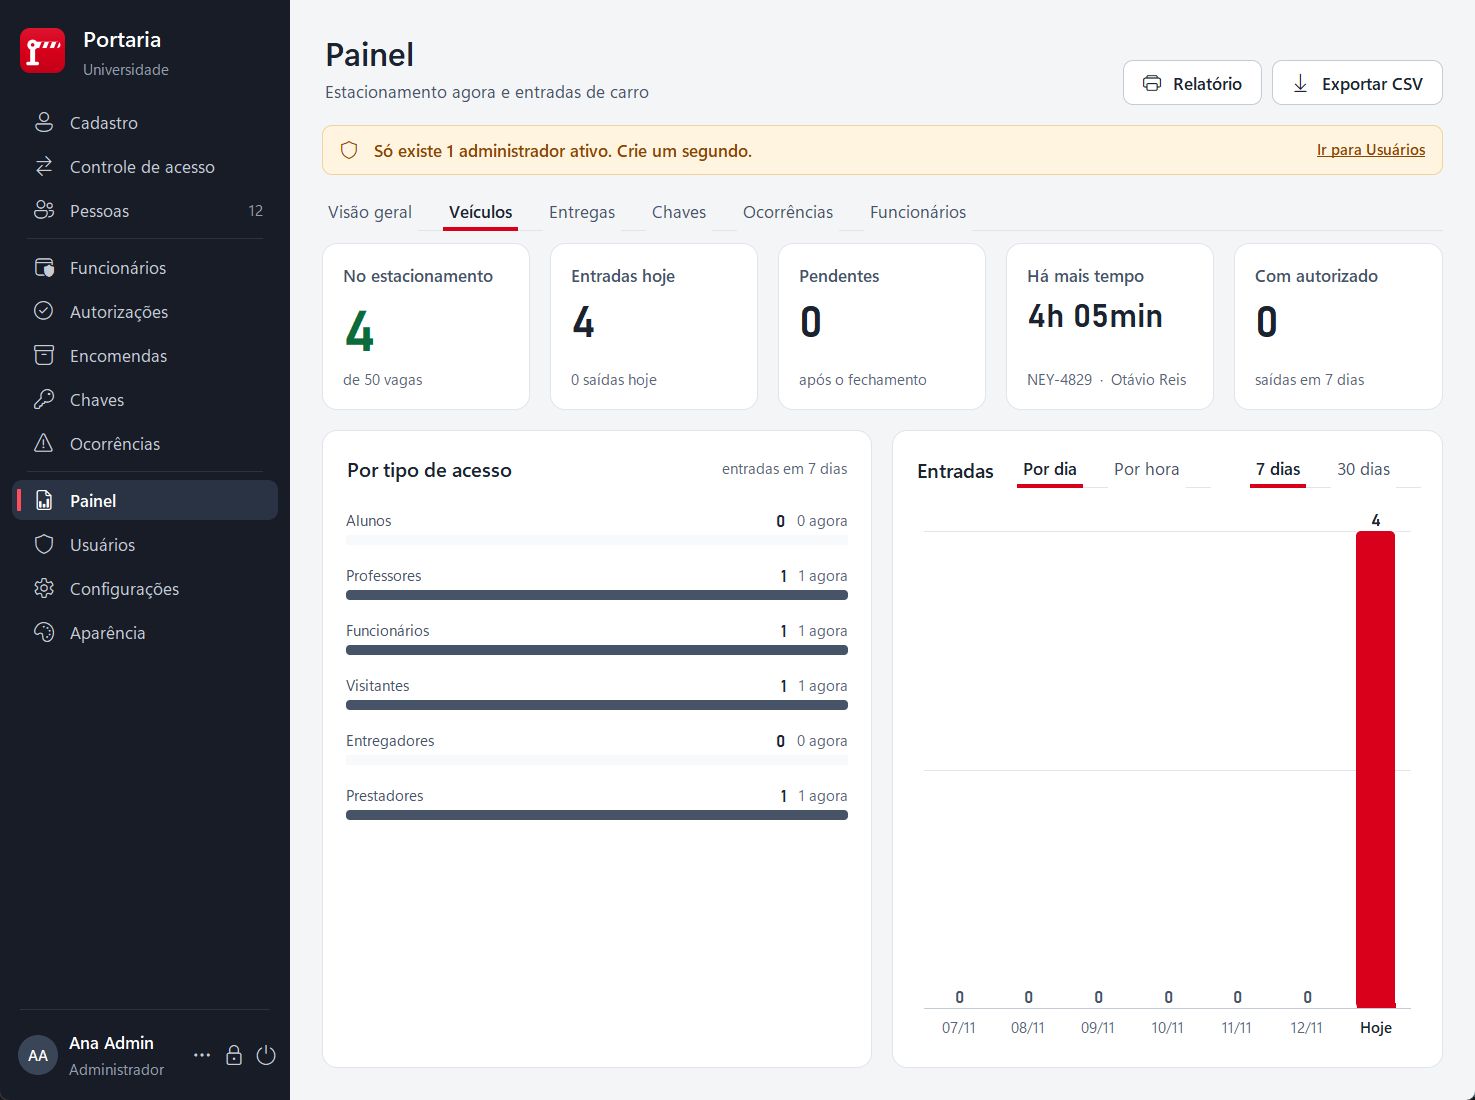 Portaria
Universidade
Cadastro
Controle de acesso
Pessoas 12
Funcionários
Autorizações
Encomendas
Chaves
Ocorrências
Painel
Usuários
Configurações
Aparência
AA
Ana Admin
Administrador
Painel
Estacionamento agora e entradas de carro
Relatório
Exportar CSV
Só existe 1 administrador ativo. Crie um segundo.
Ir para Usuários
Visão geral Veículos Entregas Chaves Ocorrências Funcionários
No estacionamento
4
de 50 vagas
Entradas hoje
4
0 saídas hoje
Pendentes
0
após o fechamento
Há mais tempo
4h 05min
NEY-4829 · Otávio Reis
Com autorizado
0
saídas em 7 dias
Por tipo de acesso entradas em 7 dias
Alunos 0 0 agora
Professores 1 1 agora
Funcionários 1 1 agora
Visitantes 1 1 agora
Entregadores 0 0 agora
Prestadores 1 1 agora
Entradas Por dia Por hora 7 dias 30 dias
4
0 0 0 0 0 0
07/11 08/11 09/11 10/11 11/11 12/11 Hoje